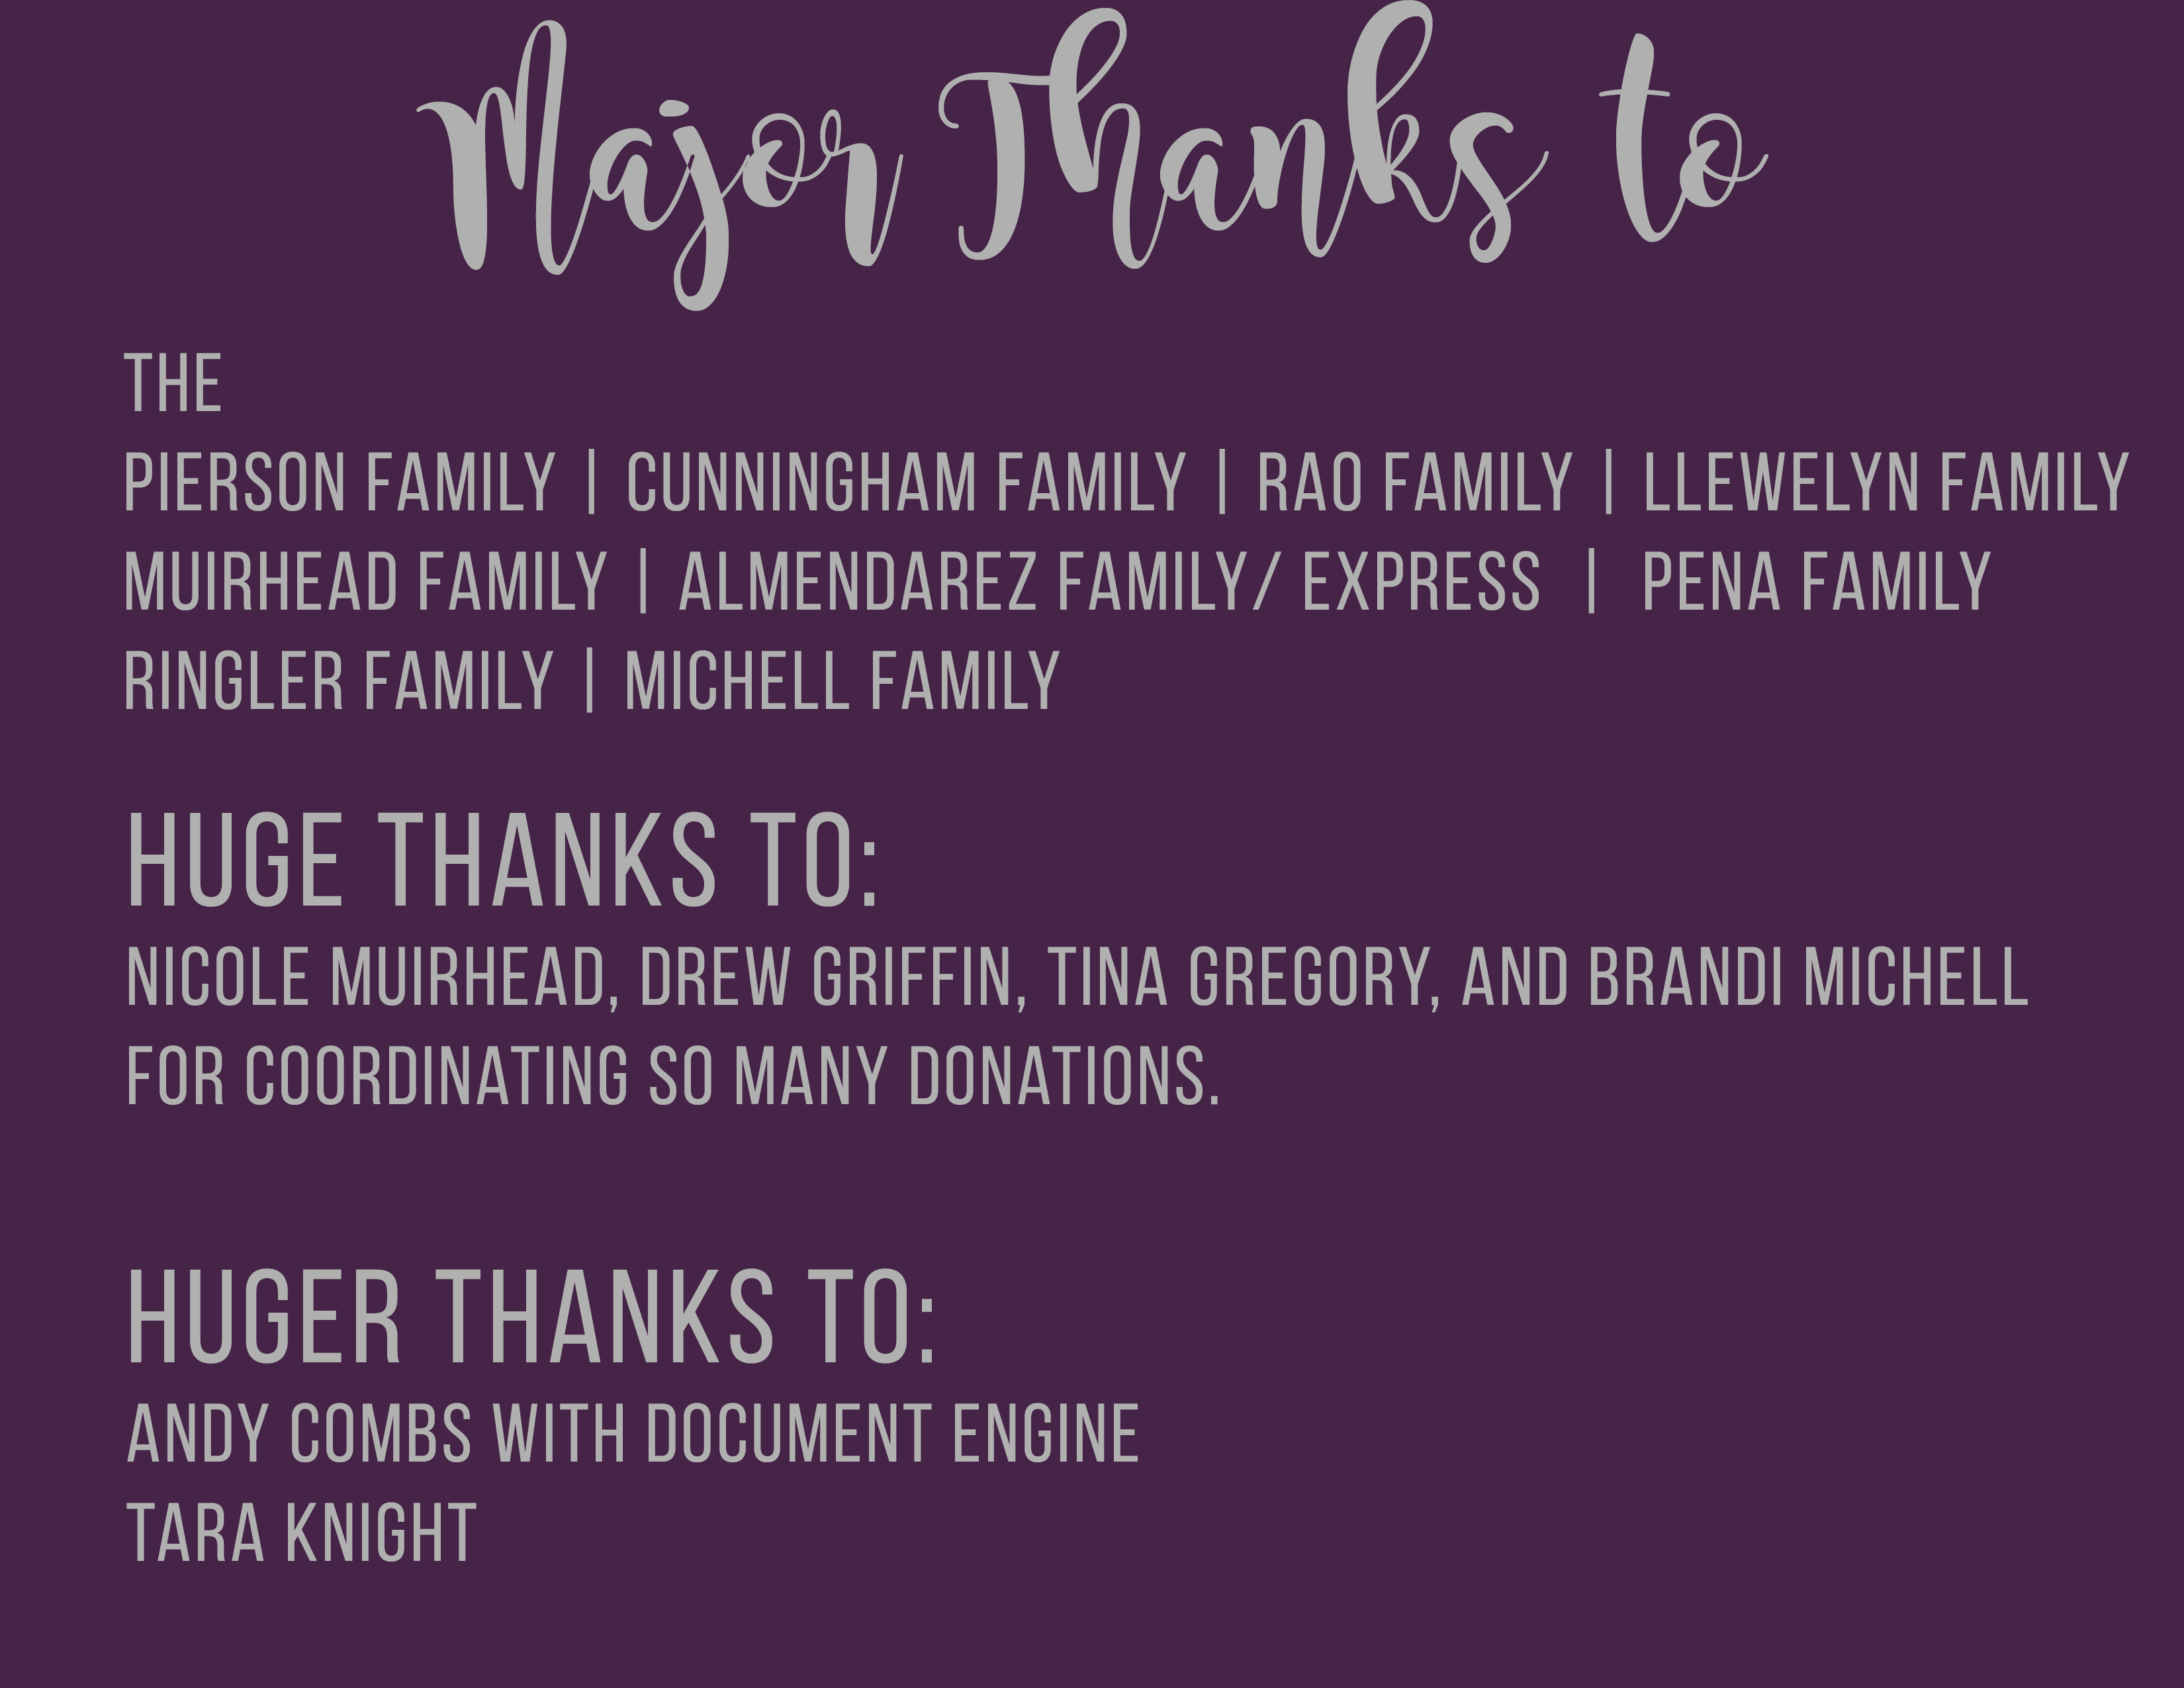 Major Thanks to
THE
PIERSON FAMILY | CUNNINGHAM FAMILY | RAO FAMILY | LLEWELYN FAMILY
MUIRHEAD FAMILY | ALMENDAREZ FAMILY/ EXPRESS | PENA FAMILY
RINGLER FAMILY | MICHELL FAMILY
HUGE THANKS TO:
NICOLE MUIRHEAD, DREW GRIFFIN, TINA GREGORY, AND BRANDI MICHELL
FOR COORDINATING SO MANY DONATIONS.
HUGER THANKS TO:
ANDY COMBS WITH DOCUMENT ENGINE
TARA KNIGHT